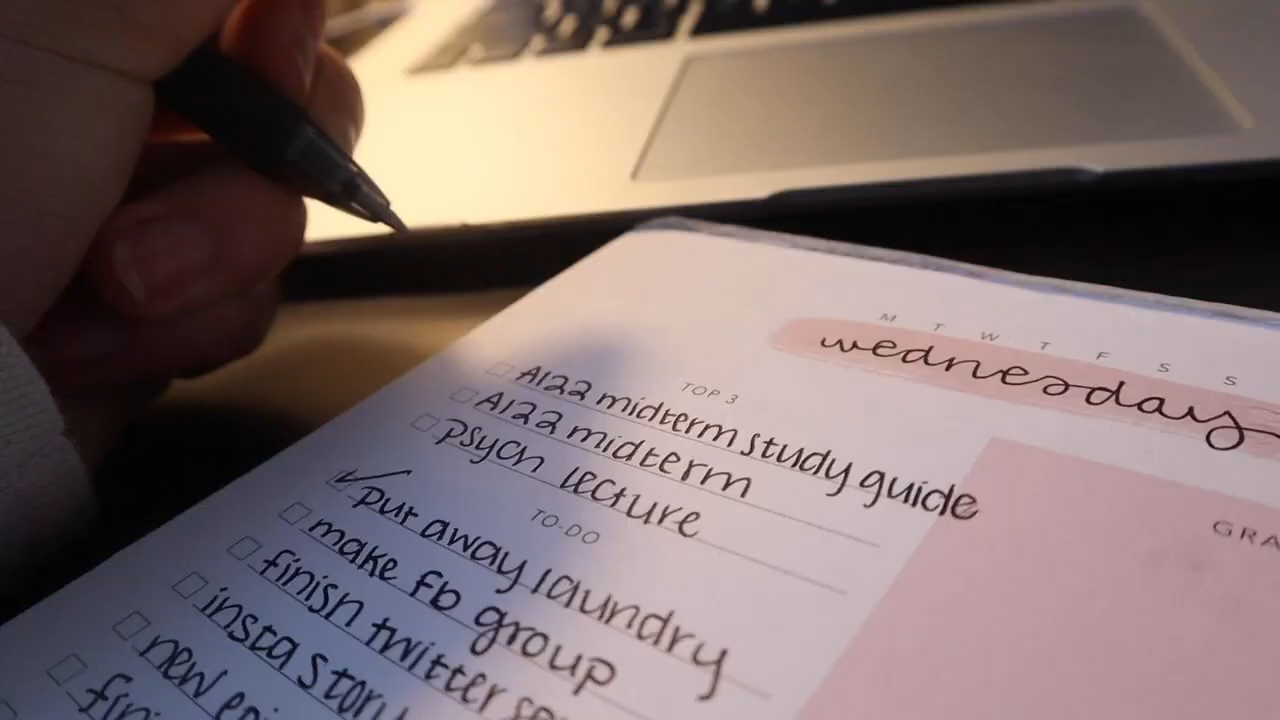 M T W T F S S
wednesday
TOP 3
A122 midterm study guide
A122 midterm
psych lecture
TO-DO
put away laundry
make fb group
finish twitter
insta story
new